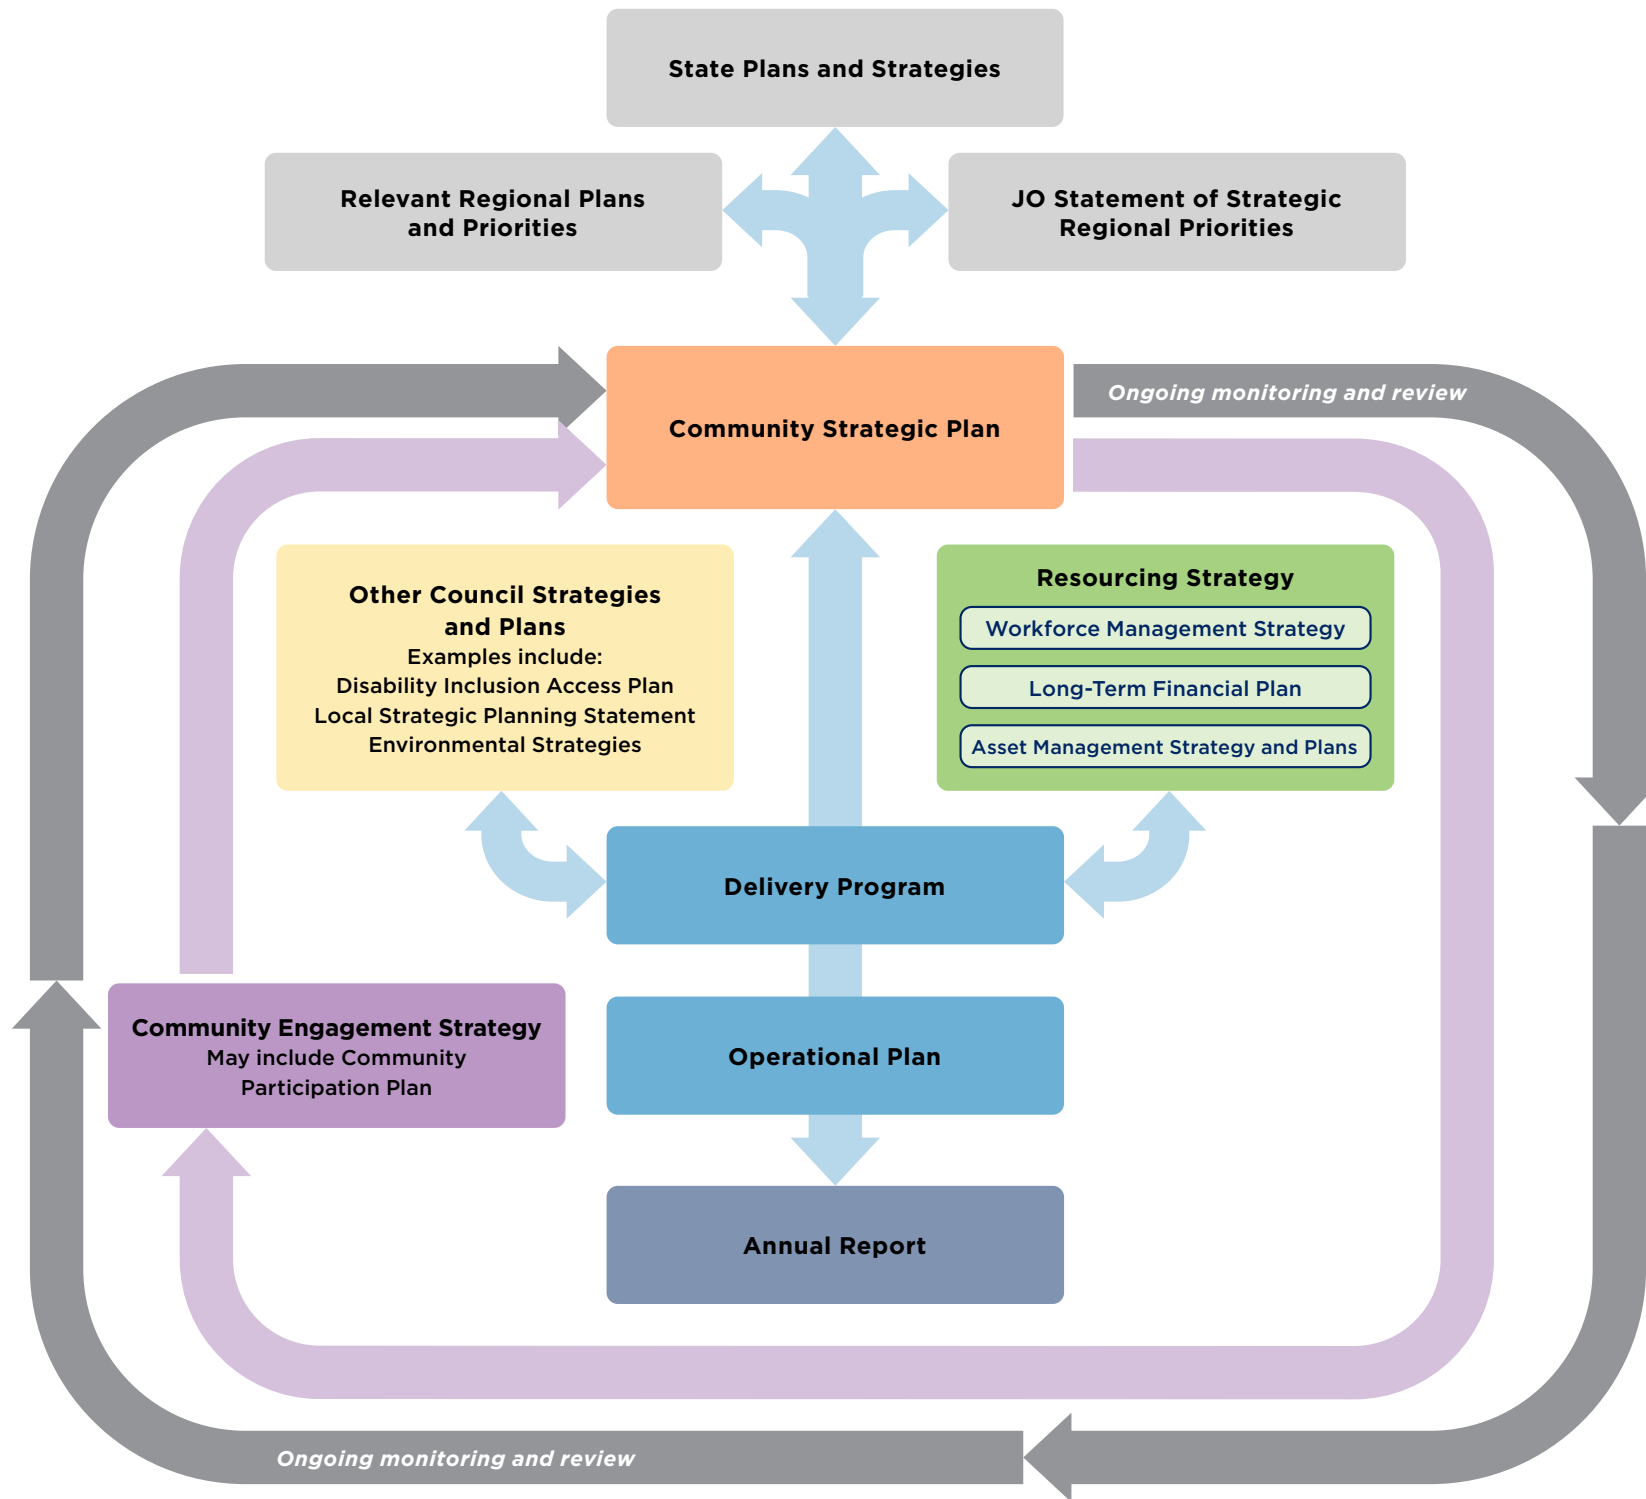 State Plans and Strategies
Relevant Regional Plans
and Priorities
JO Statement of Strategic
Regional Priorities
Community Strategic Plan
Ongoing monitoring and review
Other Council Strategies
and Plans
Examples include:
Disability Inclusion Access Plan
Local Strategic Planning Statement
Environmental Strategies
Resourcing Strategy
Workforce Management Strategy
Long-Term Financial Plan
Asset Management Strategy and Plans
Delivery Program
Community Engagement Strategy
May include Community
Participation Plan
Operational Plan
Annual Report
Ongoing monitoring and review